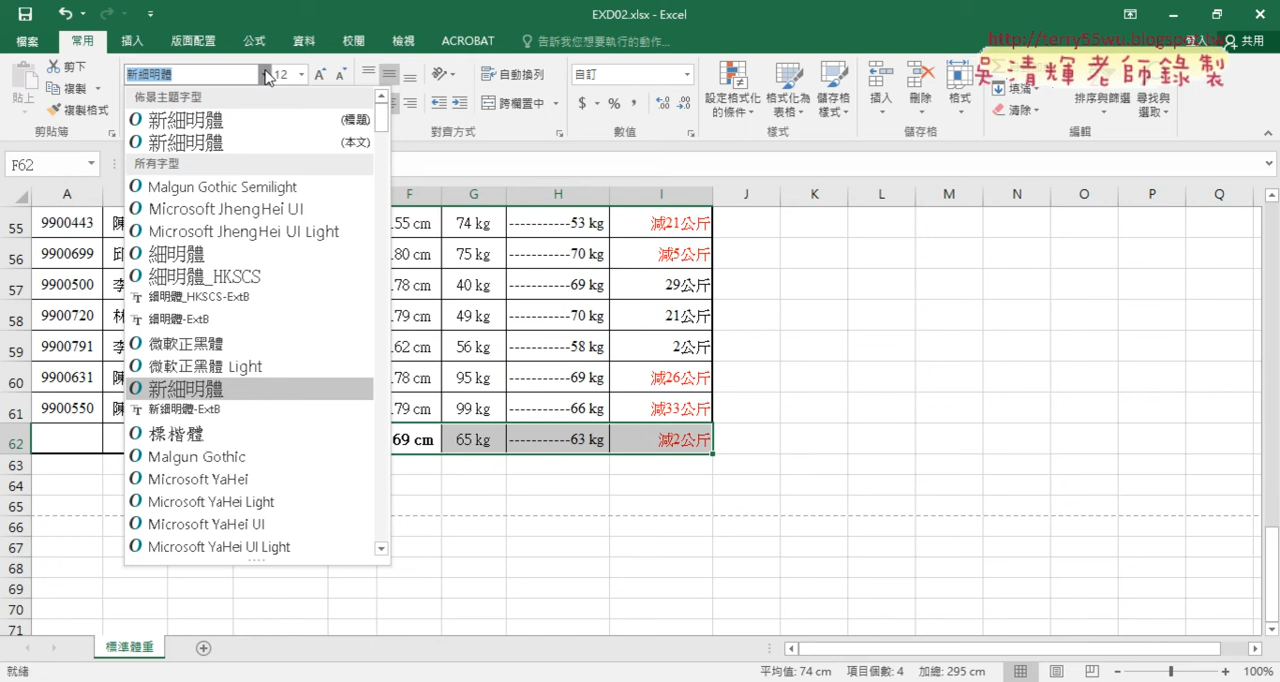 EXD02.xlsx - Excel
檔案 常用 插入 版面配置 公式 資料 校閱 檢視 ACROBAT 告訴我您想要執行的動作... 登入 共用
http://terry55wu.blogspot.tw
吳清輝老師錄製
貼上 剪下 複製 複製格式 剪貼簿
新細明體 12
自動換列 跨欄置中 對齊方式
自訂 $ % , 數值
設定格式化的條件 格式化為表格 儲存格樣式 樣式
插入 刪除 格式 儲存格
填滿 清除 排序與篩選 尋找與選取 編輯
F62
佈景主題字型
新細明體 (標題)
新細明體 (本文)
所有字型
Malgun Gothic Semilight
Microsoft JhengHei UI
Microsoft JhengHei UI Light
細明體
細明體_HKSCS
細明體_HKSCS-ExtB
細明體-ExtB
微軟正黑體
微軟正黑體 Light
新細明體
新細明體-ExtB
標楷體
Malgun Gothic
Microsoft YaHei
Microsoft YaHei Light
Microsoft YaHei UI
Microsoft YaHei UI Light
A F G H I J K L M N O P Q
55 9900443 陳 55 cm 74 kg -----------53 kg 減21公斤
56 9900699 邱 80 cm 75 kg -----------70 kg 減5公斤
57 9900500 李 78 cm 40 kg -----------69 kg 29公斤
58 9900720 林 79 cm 49 kg -----------70 kg 21公斤
59 9900791 李 62 cm 56 kg -----------58 kg 2公斤
60 9900631 陳 78 cm 95 kg -----------69 kg 減26公斤
61 9900550 陳 79 cm 99 kg -----------66 kg 減33公斤
62 69 cm 65 kg -----------63 kg 減2公斤
63
64
65
66
67
68
69
70
71
標準體重
就緒 平均值: 74 cm 項目個數: 4 加總: 295 cm 100%